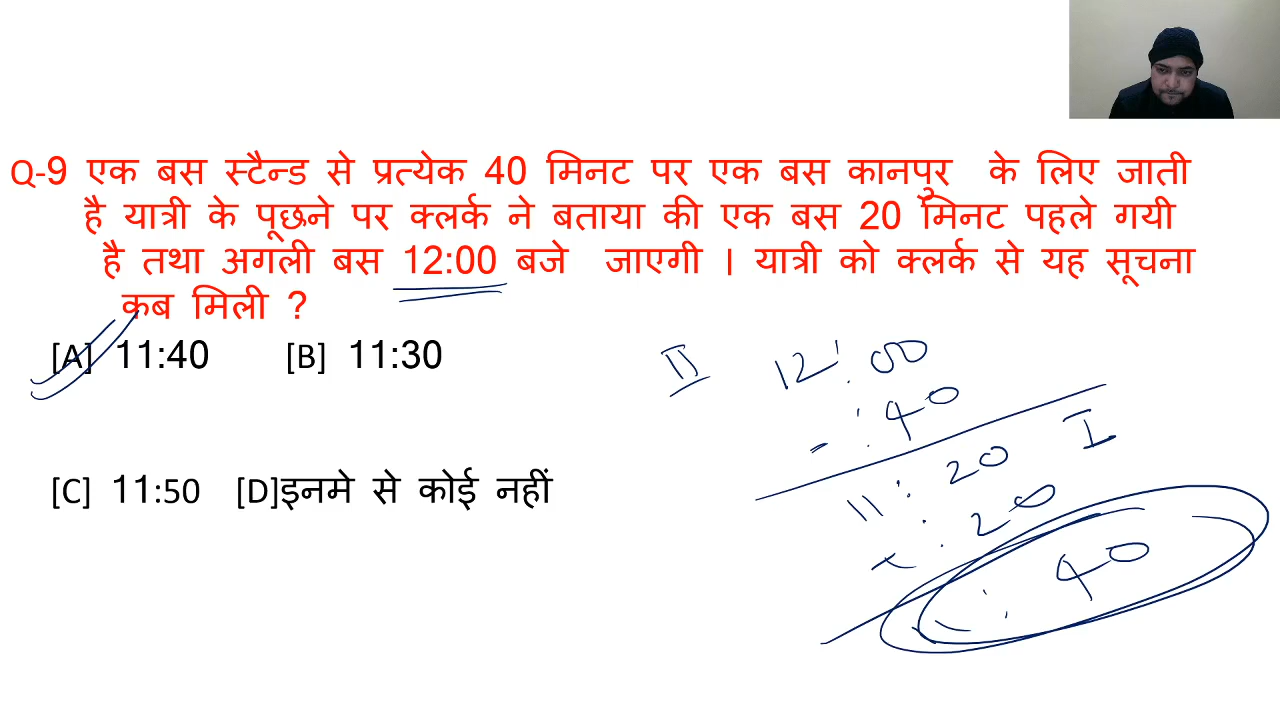 Q-9 एक बस स्टैन्ड से प्रत्येक 40 मिनट पर एक बस कानपुर के लिए जाती
है यात्री के पूछने पर क्लर्क ने बताया की एक बस 20 मिनट पहले गयी
है तथा अगली बस 12:00 बजे जाएगी । यात्री को क्लर्क से यह सूचना
कब मिली ?
[A] 11:40 [B] 11:30
[C] 11:50 [D]इनमे से कोई नहीं
II 12:00
- :40
11:20 I
+ :20
11:40